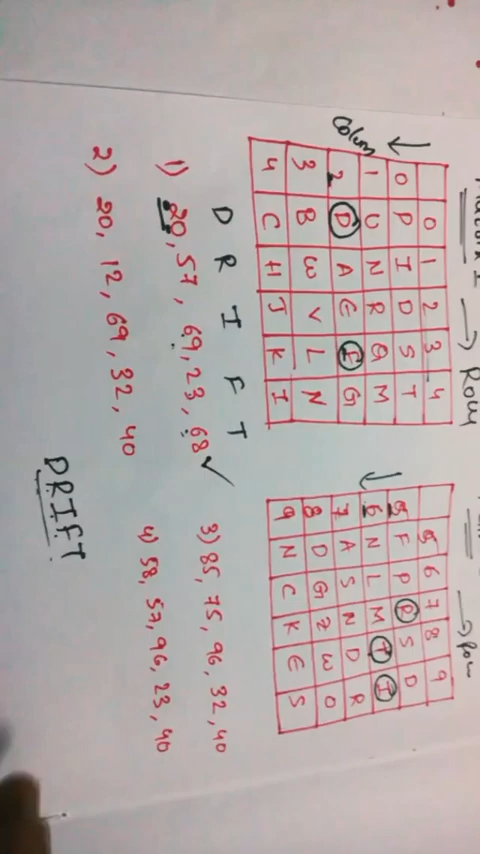 → Row
Colum
0 1 2 3 4
0 P I D S T
1 U N R Q M
2 D A E F G
3 B W V L N
4 C H J K I
→ Row
5 6 7 8 9
5 F P R S D
6 N L M T I
7 A S N D R
8 D G Z W O
9 N C K E S
D R I F T
1) 20, 57, 69, 23, 68 ✓
2) 20, 12, 69, 32, 40
3) 85, 75, 96, 32, 40
4) 58, 57, 96, 23, 40
DRIFT